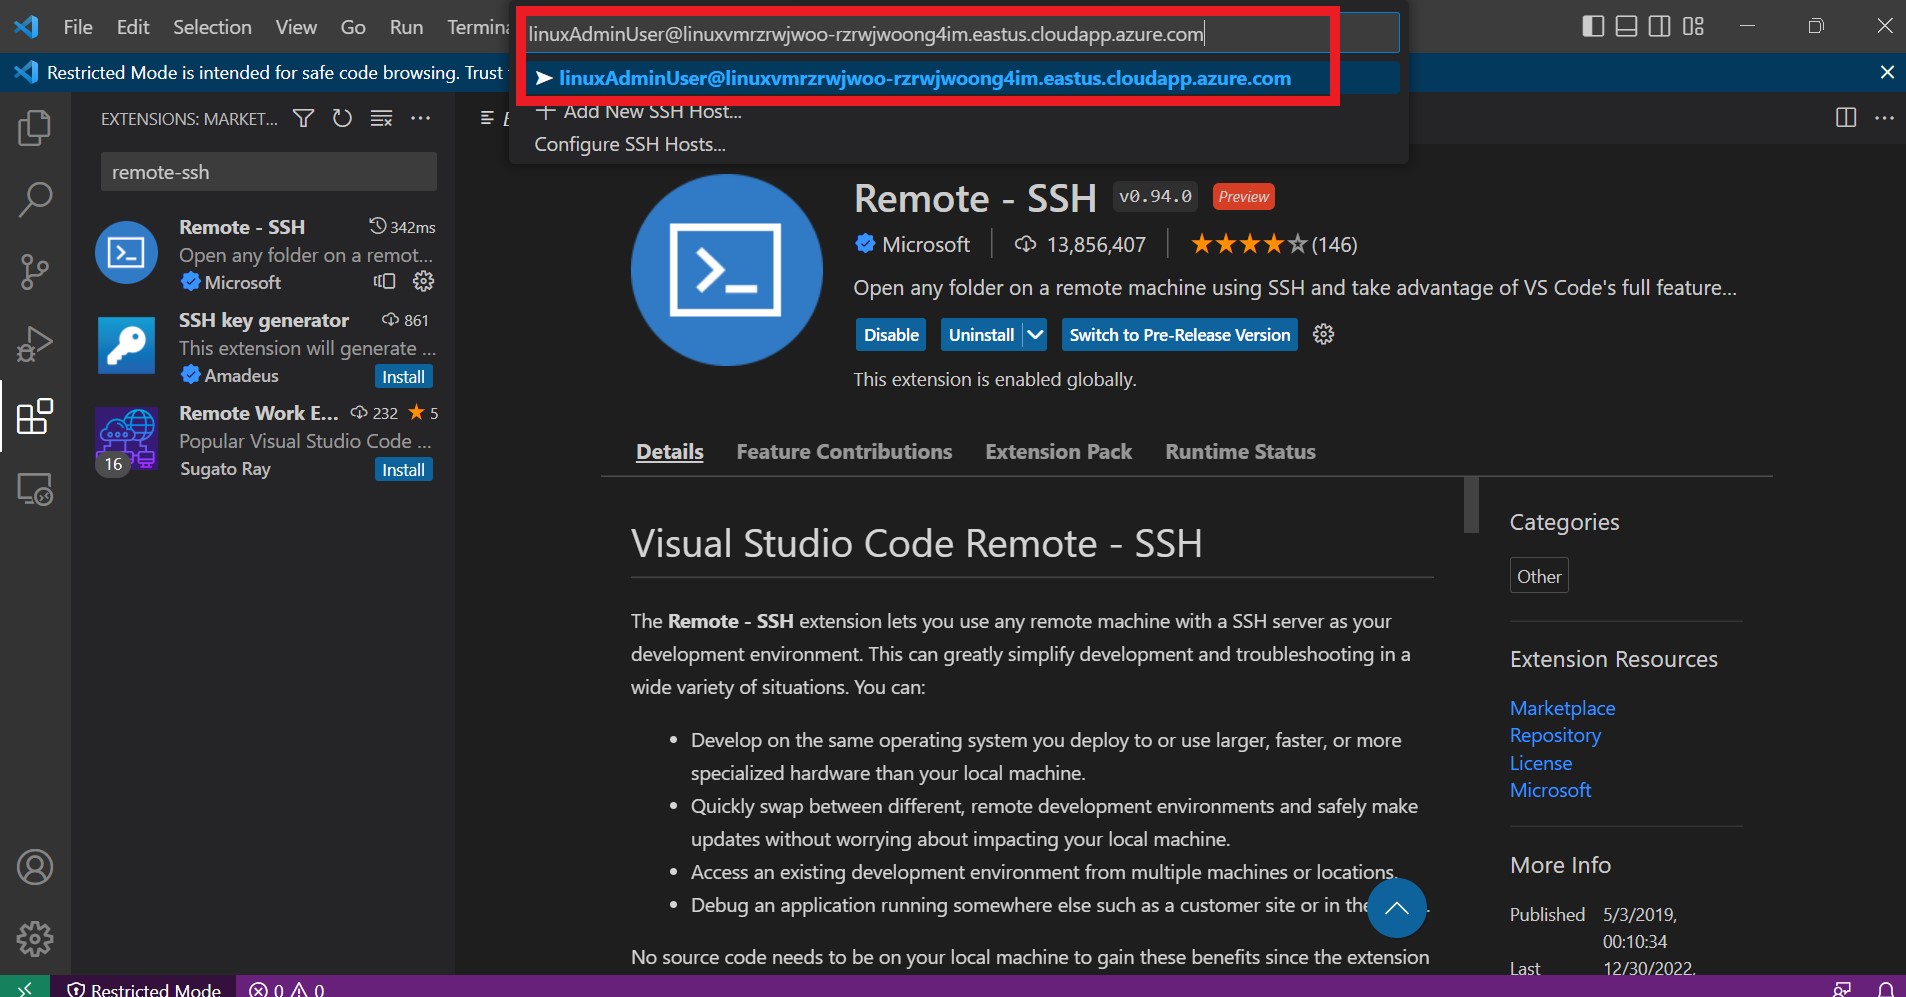 File Edit Selection View Go Run Termina
linuxAdminUser@linuxvmrzrwjwoo-rzrwjwoong4im.eastus.cloudapp.azure.com
Restricted Mode is intended for safe code browsing. Trust
linuxAdminUser@linuxvmrzrwjwoo-rzrwjwoong4im.eastus.cloudapp.azure.com
Add New SSH Host...
Configure SSH Hosts...
EXTENSIONS: MARKET...
remote-ssh
Remote - SSH 342ms
Open any folder on a remot...
Microsoft
SSH key generator 861
This extension will generate ...
Amadeus Install
Remote Work E... 232 5
Popular Visual Studio Code ...
16
Sugato Ray Install
Remote - SSH v0.94.0 Preview
Microsoft 13,856,407 (146)
Open any folder on a remote machine using SSH and take advantage of VS Code's full feature...
Disable Uninstall Switch to Pre-Release Version
This extension is enabled globally.
Details Feature Contributions Extension Pack Runtime Status
Visual Studio Code Remote - SSH
The Remote - SSH extension lets you use any remote machine with a SSH server as your
development environment. This can greatly simplify development and troubleshooting in a
wide variety of situations. You can:
• Develop on the same operating system you deploy to or use larger, faster, or more
specialized hardware than your local machine.
• Quickly swap between different, remote development environments and safely make
updates without worrying about impacting your local machine.
• Access an existing development environment from multiple machines or locations.
• Debug an application running somewhere else such as a customer site or in the
No source code needs to be on your local machine to gain these benefits since the extension
Categories
Other
Extension Resources
Marketplace
Repository
License
Microsoft
More Info
Published 5/3/2019,
00:10:34
Last 12/30/2022,
Restricted Mode 0 0